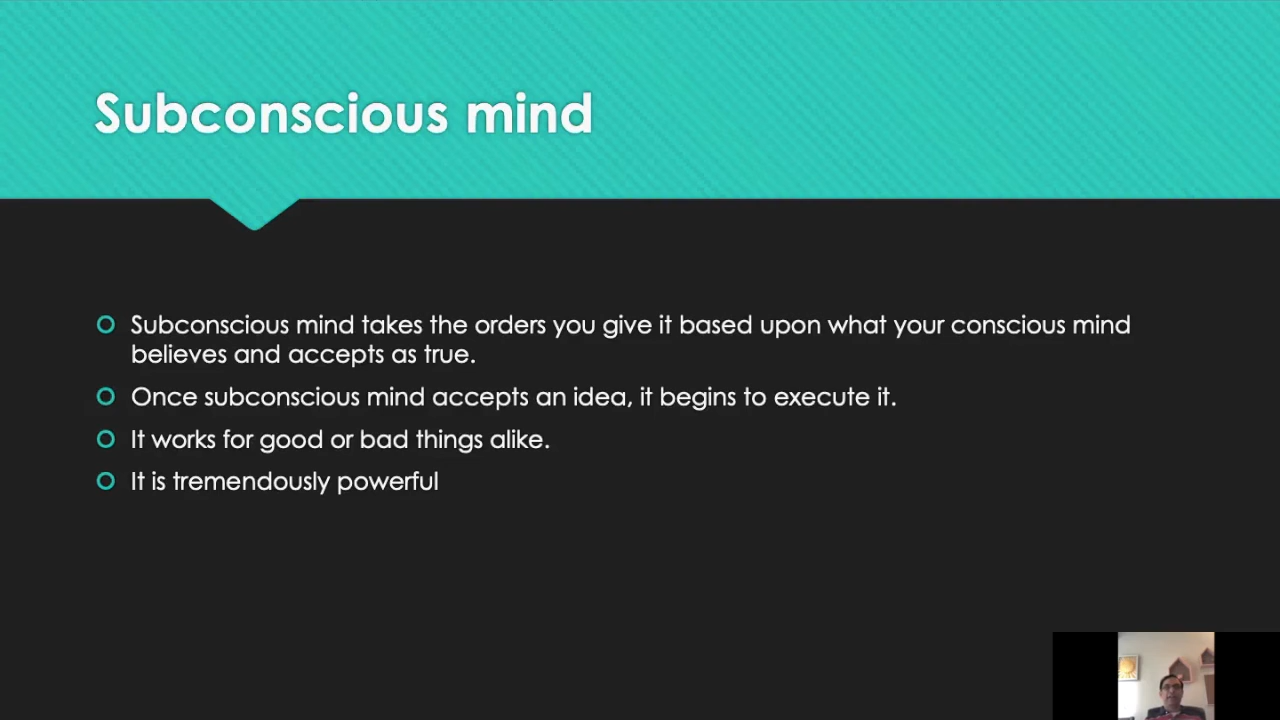 Subconscious mind
Subconscious mind takes the orders you give it based upon what your conscious mind
believes and accepts as true.
Once subconscious mind accepts an idea, it begins to execute it.
It works for good or bad things alike.
It is tremendously powerful